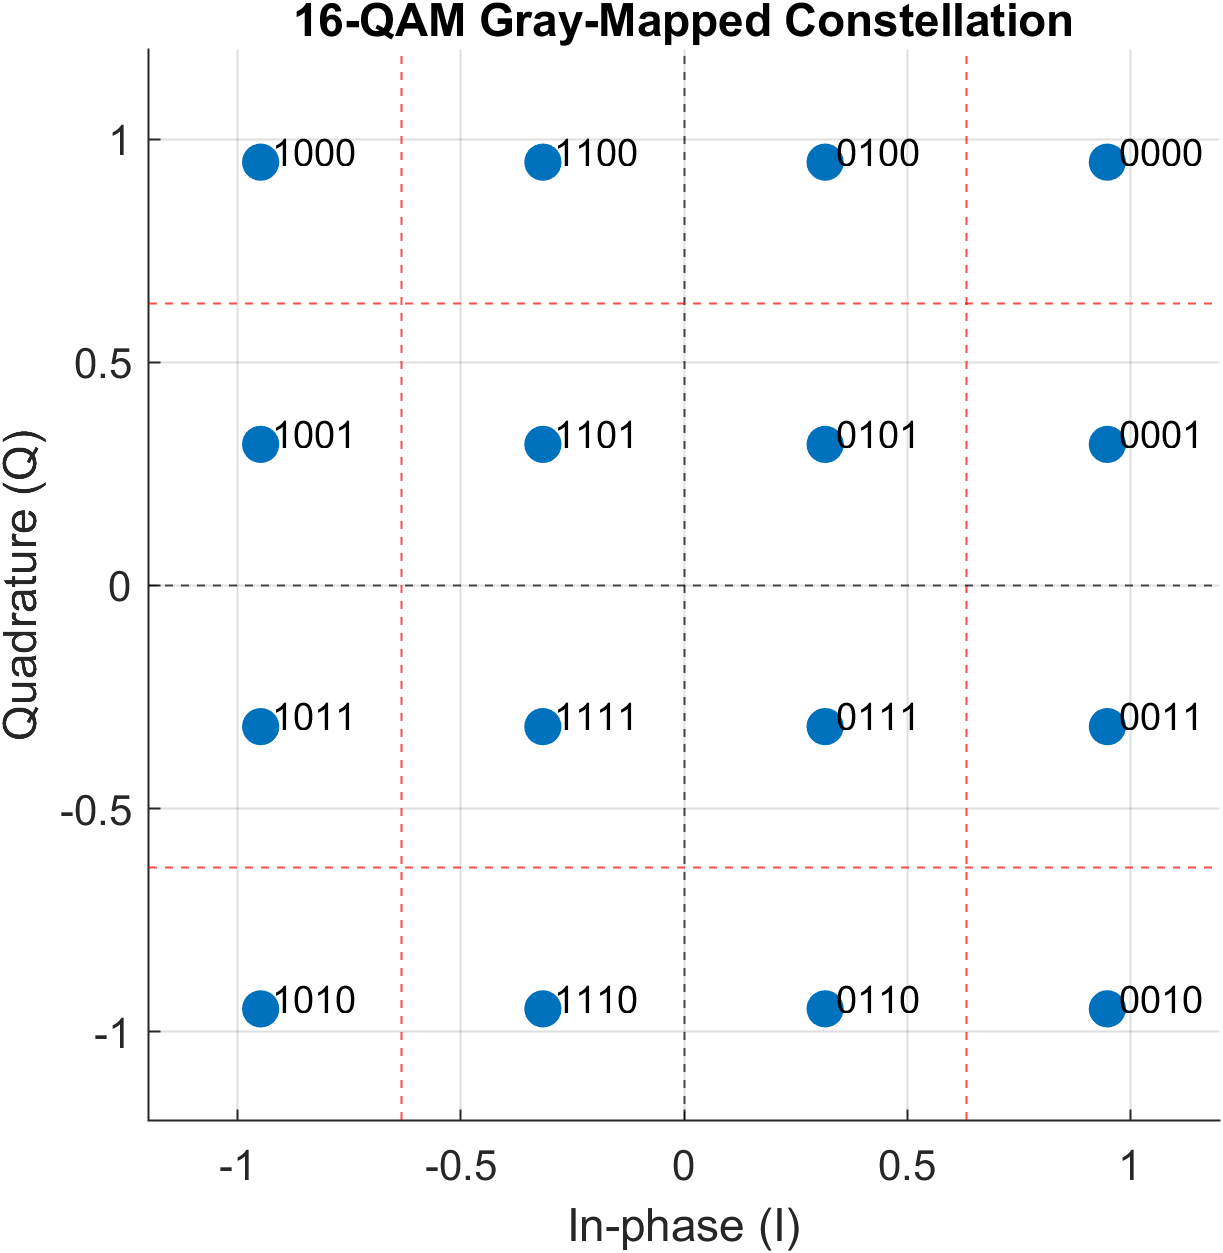 16-QAM Gray-Mapped Constellation
1
1000 1100 0100 0000
0.5
1001 1101 0101 0001
Quadrature (Q)
0
1011 1111 0111 0011
-0.5
1010 1110 0110 0010
-1
-1 -0.5 0 0.5 1
In-phase (I)